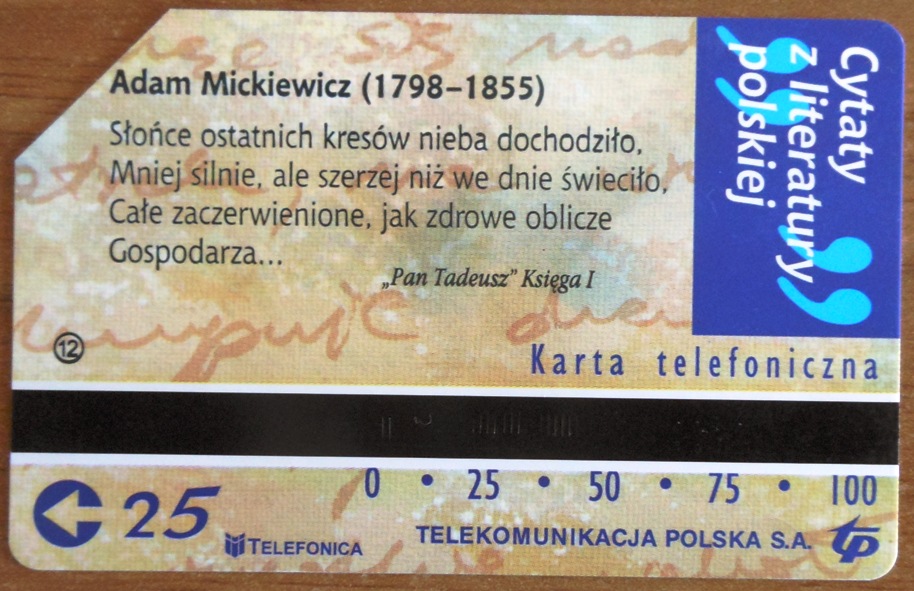 Adam Mickiewicz (1798–1855)
Słońce ostatnich kresów nieba dochodziło,
Mniej silnie, ale szerzej niż we dnie świeciło,
Całe zaczerwienione, jak zdrowe oblicze
Gospodarza...
„Pan Tadeusz” Księga I
Cytaty
z literatury
polskiej
12
Karta telefoniczna
0 • 25 • 50 • 75 • 100
25
TELEFONICA
TELEKOMUNIKACJA POLSKA S.A.
tp